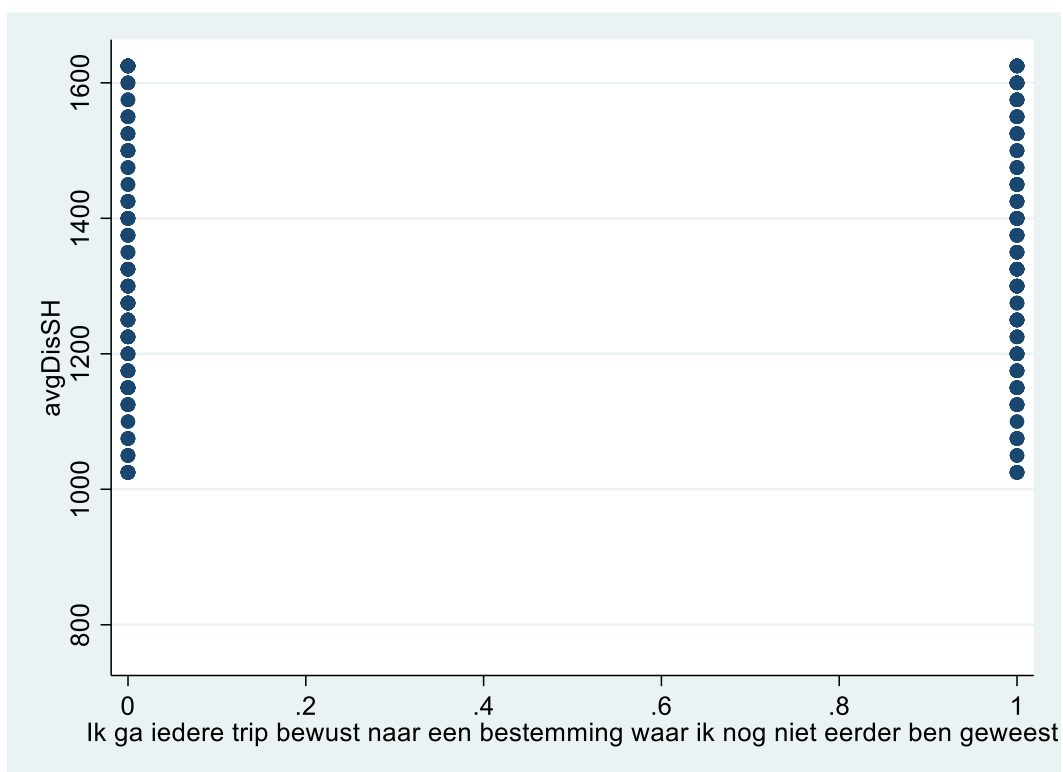 1600
1400
1200
1000
800
avgDisSH
0 .2 .4 .6 .8 1
Ik ga iedere trip bewust naar een bestemming waar ik nog niet eerder ben geweest